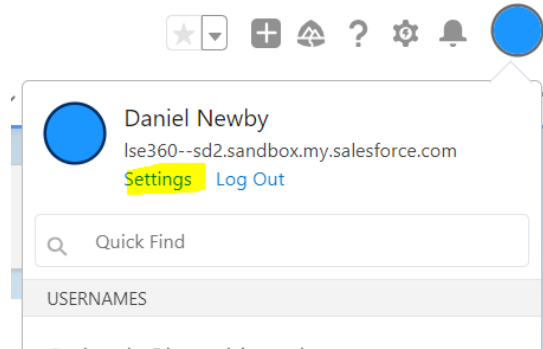 Daniel Newby
lse360--sd2.sandbox.my.salesforce.com
Settings Log Out
Quick Find
USERNAMES